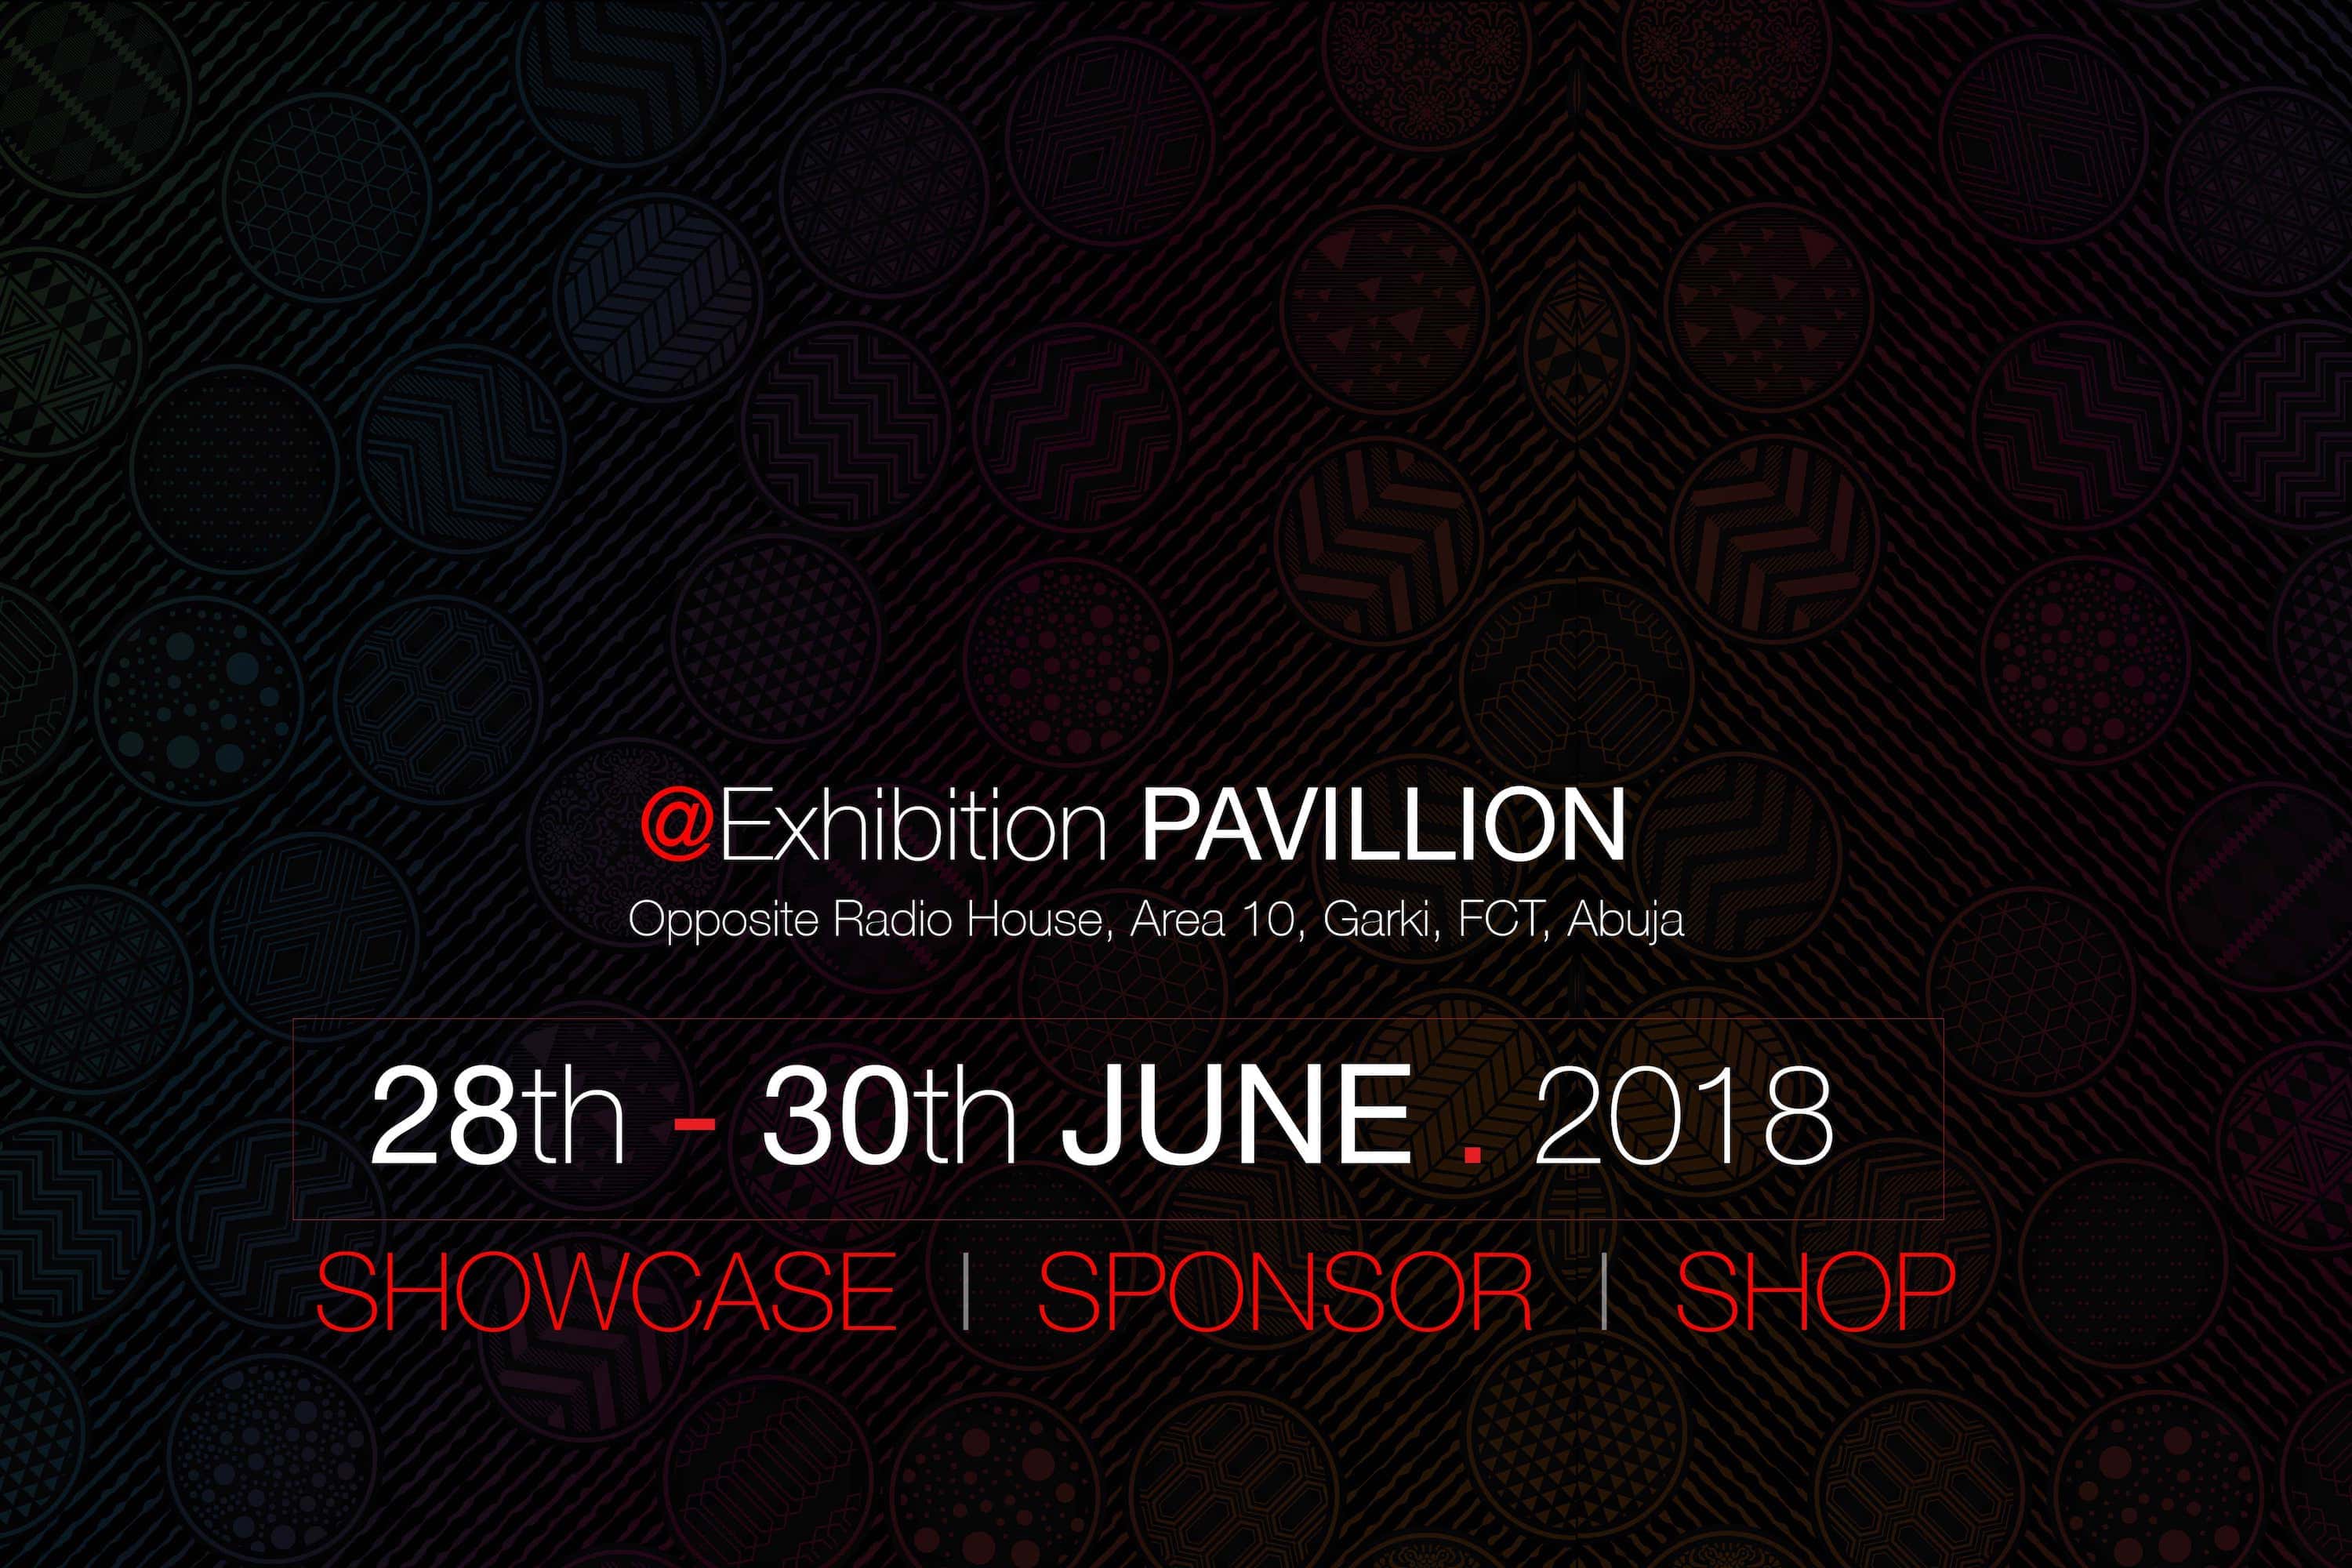 @Exhibition PAVILLION
Opposite Radio House, Area 10, Garki, FCT, Abuja
28th - 30th JUNE . 2018
SHOWCASE | SPONSOR | SHOP